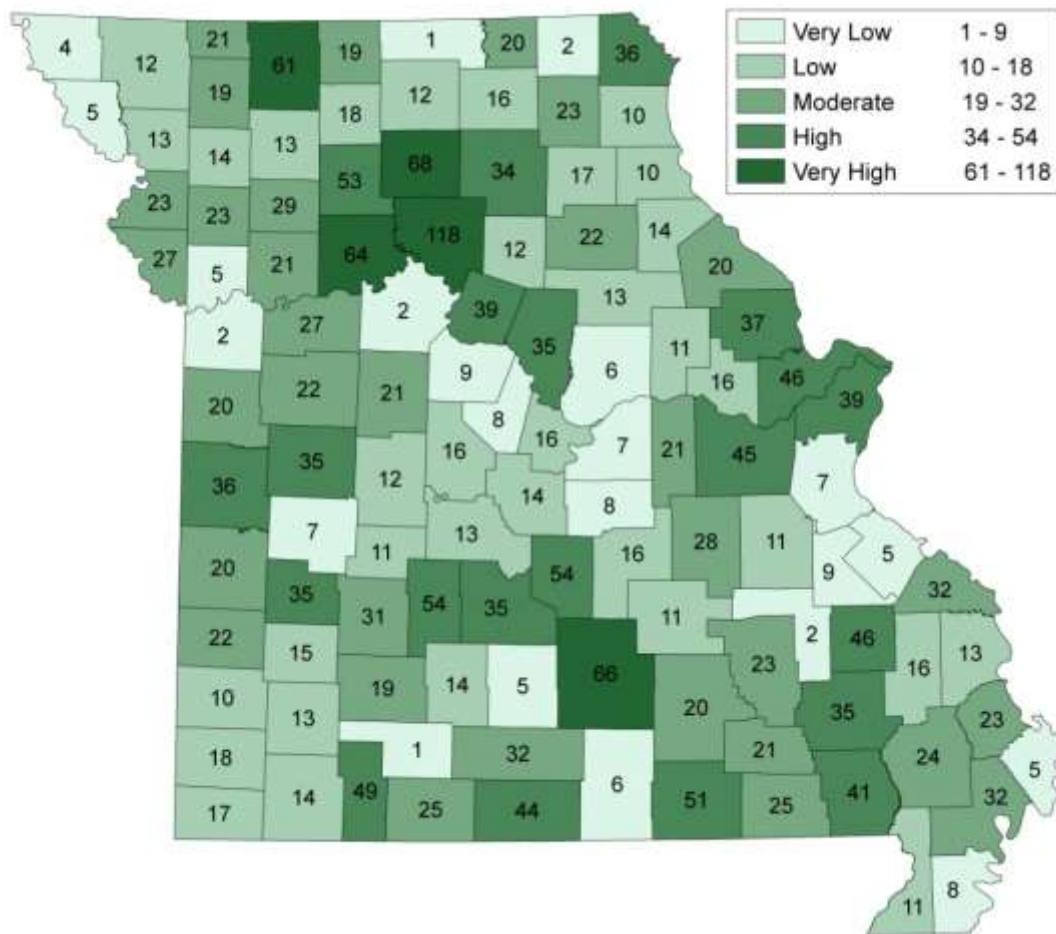 Very Low 1 - 9
Low 10 - 18
Moderate 19 - 32
High 34 - 54
Very High 61 - 118
4 12 21 61 19 1 20 2 36
5 19 12 16
13 14 13 18 23 10
53 68 34 17 10
23 23 29
27 5 21 64 118 12 22 14
20
2 27 2 39 35 13 37
11
20 22 21 9 6 16 46 39
8
36 35 12 16 16 7 21 45 7
14 8
7 11 13 16 28 11 9 5
20 35 31 54 35 54 11 32
22 15 2 46 16 13
10 13 19 14 5 66 20 23 35 23
18 1 32 21 24 5
17 14 49 25 44 6 51 25 41 32
11 8